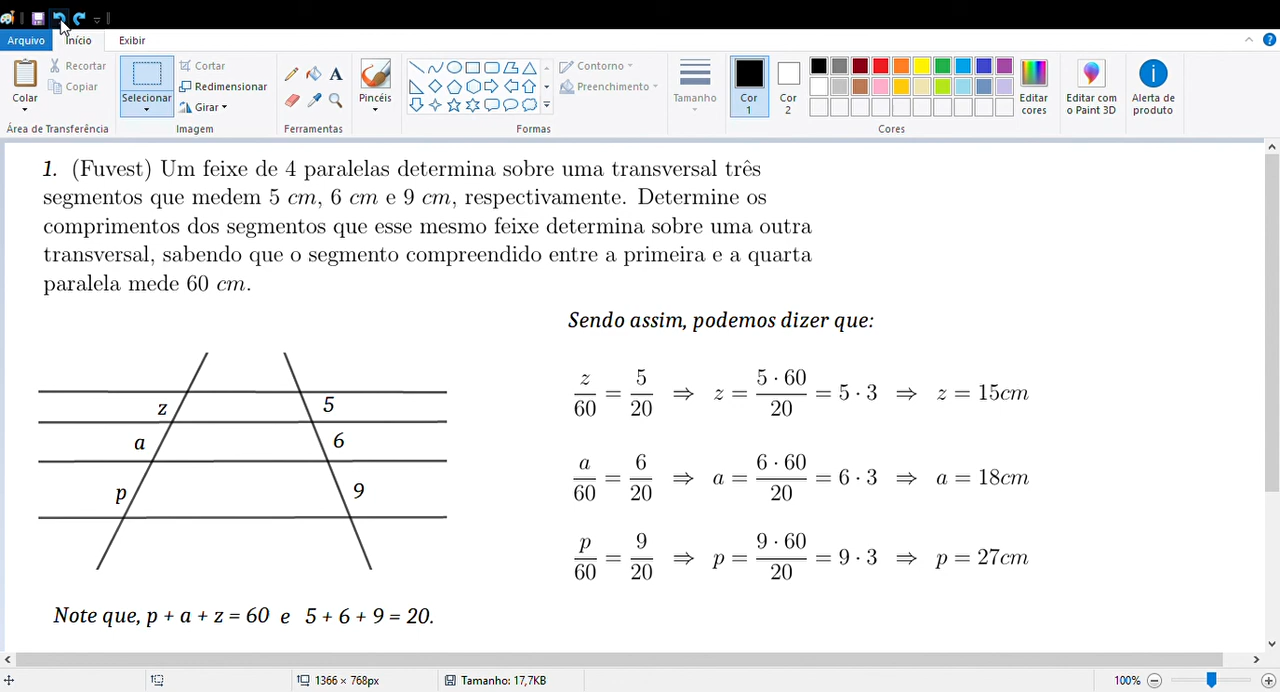 Arquivo Início Exibir
Colar
Recortar
Copiar
Área de Transferência
Selecionar
Cortar
Redimensionar
Girar
Imagem
A
Ferramentas
Pincéis
Contorno
Preenchimento
Formas
Tamanho
Cor 1
Cor 2
Editar cores
Cores
Editar com o Paint 3D
Alerta de produto
1. (Fuvest) Um feixe de 4 paralelas determina sobre uma transversal três
segmentos que medem 5 cm, 6 cm e 9 cm, respectivamente. Determine os
comprimentos dos segmentos que esse mesmo feixe determina sobre uma outra
transversal, sabendo que o segmento compreendido entre a primeira e a quarta
paralela mede 60 cm.
z 5
a 6
p 9
Note que, p + a + z = 60 e 5 + 6 + 9 = 20.
Sendo assim, podemos dizer que:
z/60 = 5/20 ⇒ z = 5 · 60/20 = 5 · 3 ⇒ z = 15cm
a/60 = 6/20 ⇒ a = 6 · 60/20 = 6 · 3 ⇒ a = 18cm
p/60 = 9/20 ⇒ p = 9 · 60/20 = 9 · 3 ⇒ p = 27cm
1366 × 768px
Tamanho: 17,7KB
100%